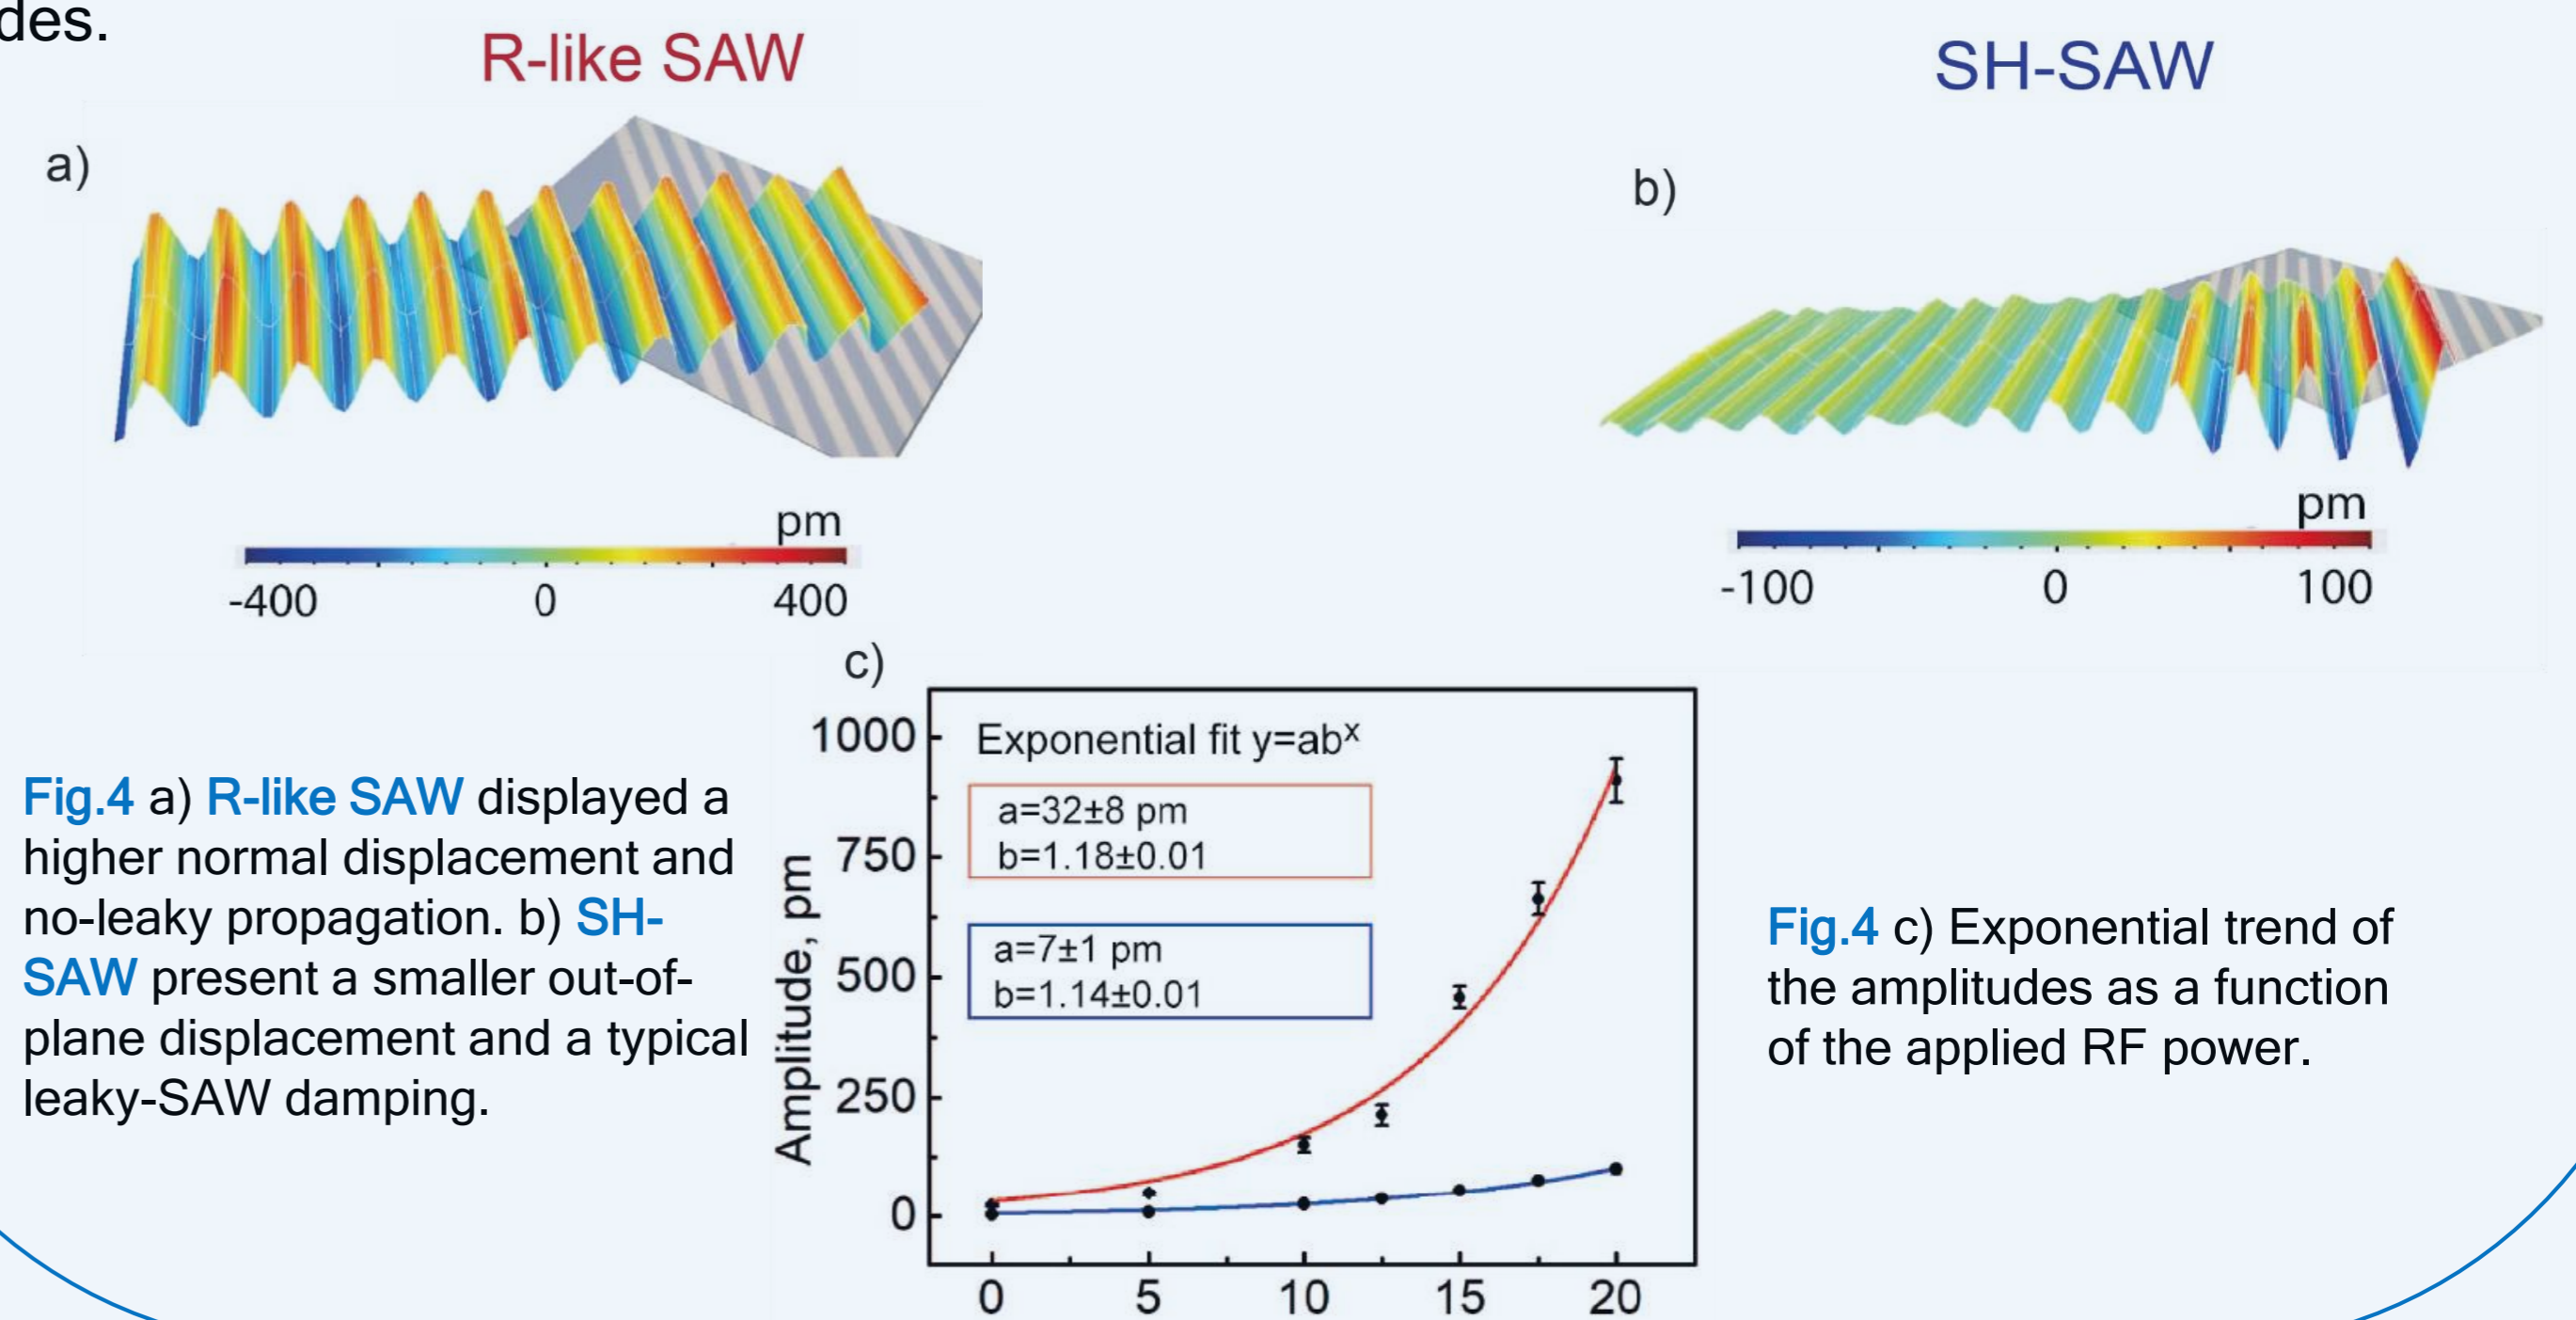 des.
R-like SAW
SH-SAW
a)
b)
pm
-400 0 400
pm
-100 0 100
c)
Exponential fit y=abˣ
a=32±8 pm
b=1.18±0.01
a=7±1 pm
b=1.14±0.01
Amplitude, pm
1000
750
500
250
0
0 5 10 15 20
Fig.4 a) R-like SAW displayed a
higher normal displacement and
no-leaky propagation. b) SH-
SAW present a smaller out-of-
plane displacement and a typical
leaky-SAW damping.
Fig.4 c) Exponential trend of
the amplitudes as a function
of the applied RF power.